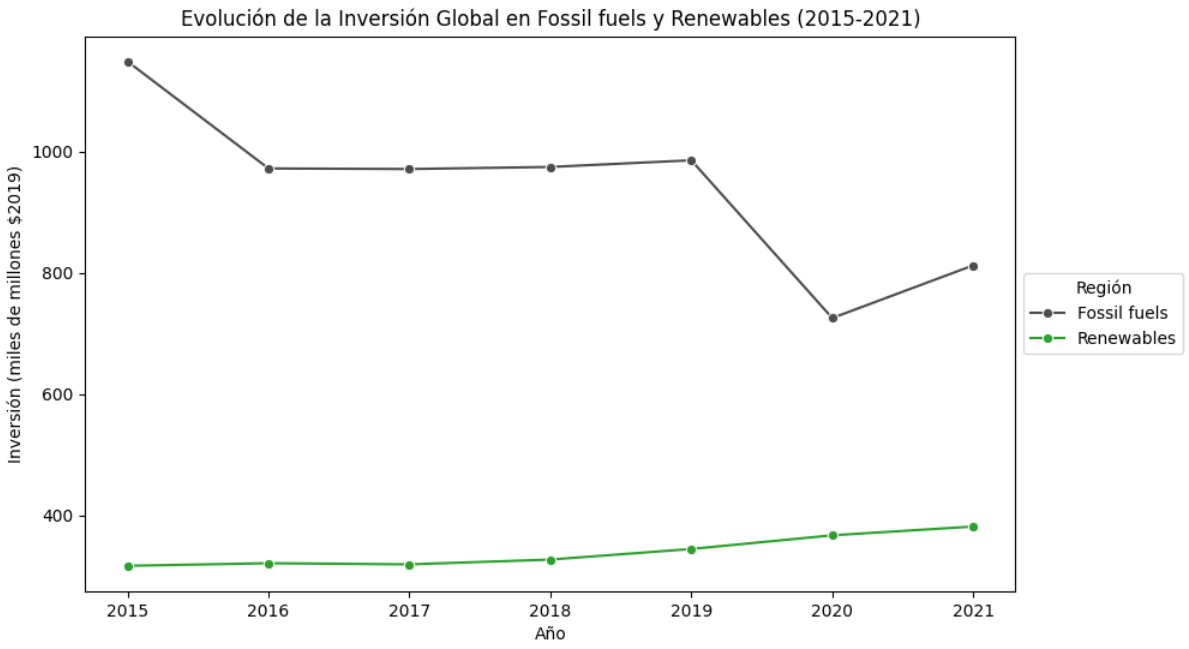 Evolución de la Inversión Global en Fossil fuels y Renewables (2015-2021)
Inversión (miles de millones $2019)
1000
800
600
400
2015 2016 2017 2018 2019 2020 2021
Año
Región
Fossil fuels
Renewables